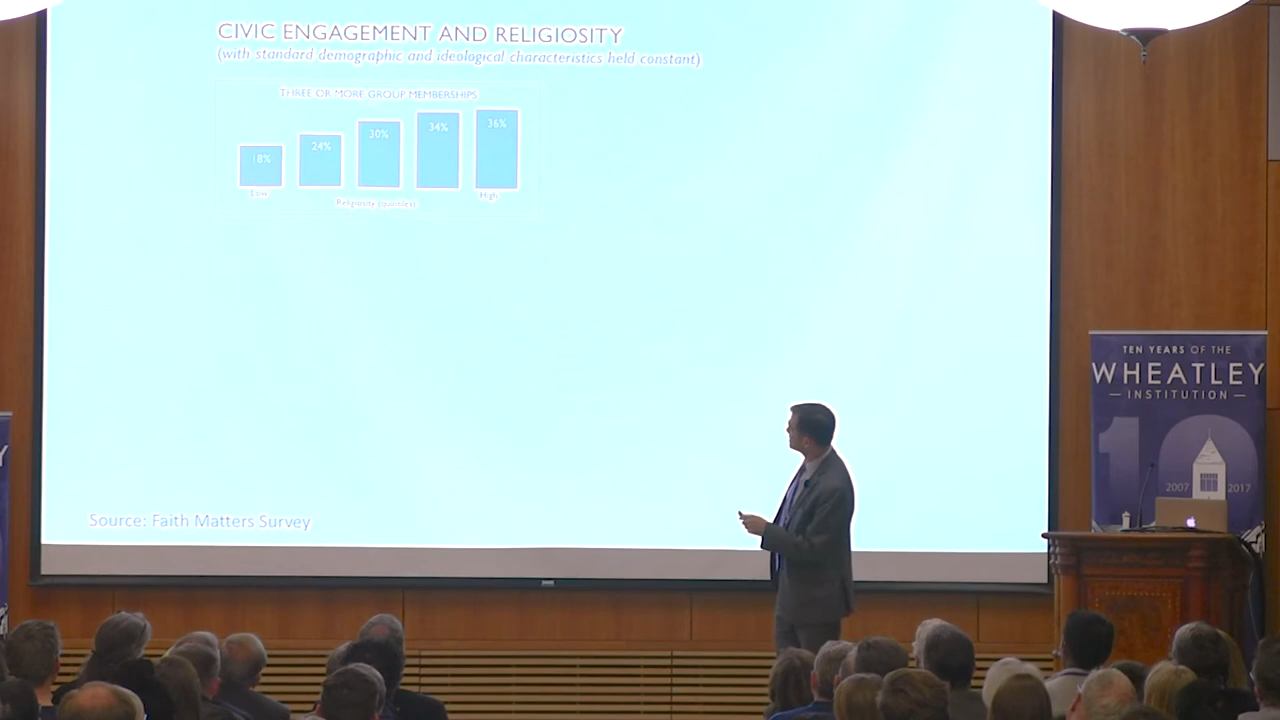 CIVIC ENGAGEMENT AND RELIGIOSITY
(with standard demographic and ideological characteristics held constant)
THREE OR MORE GROUP MEMBERSHIPS
18%
24%
30%
34%
36%
Low
High
Religiosity (quintiles)
Source: Faith Matters Survey
TEN YEARS OF THE
WHEATLEY
— INSTITUTION —
10
2007
2017
Y